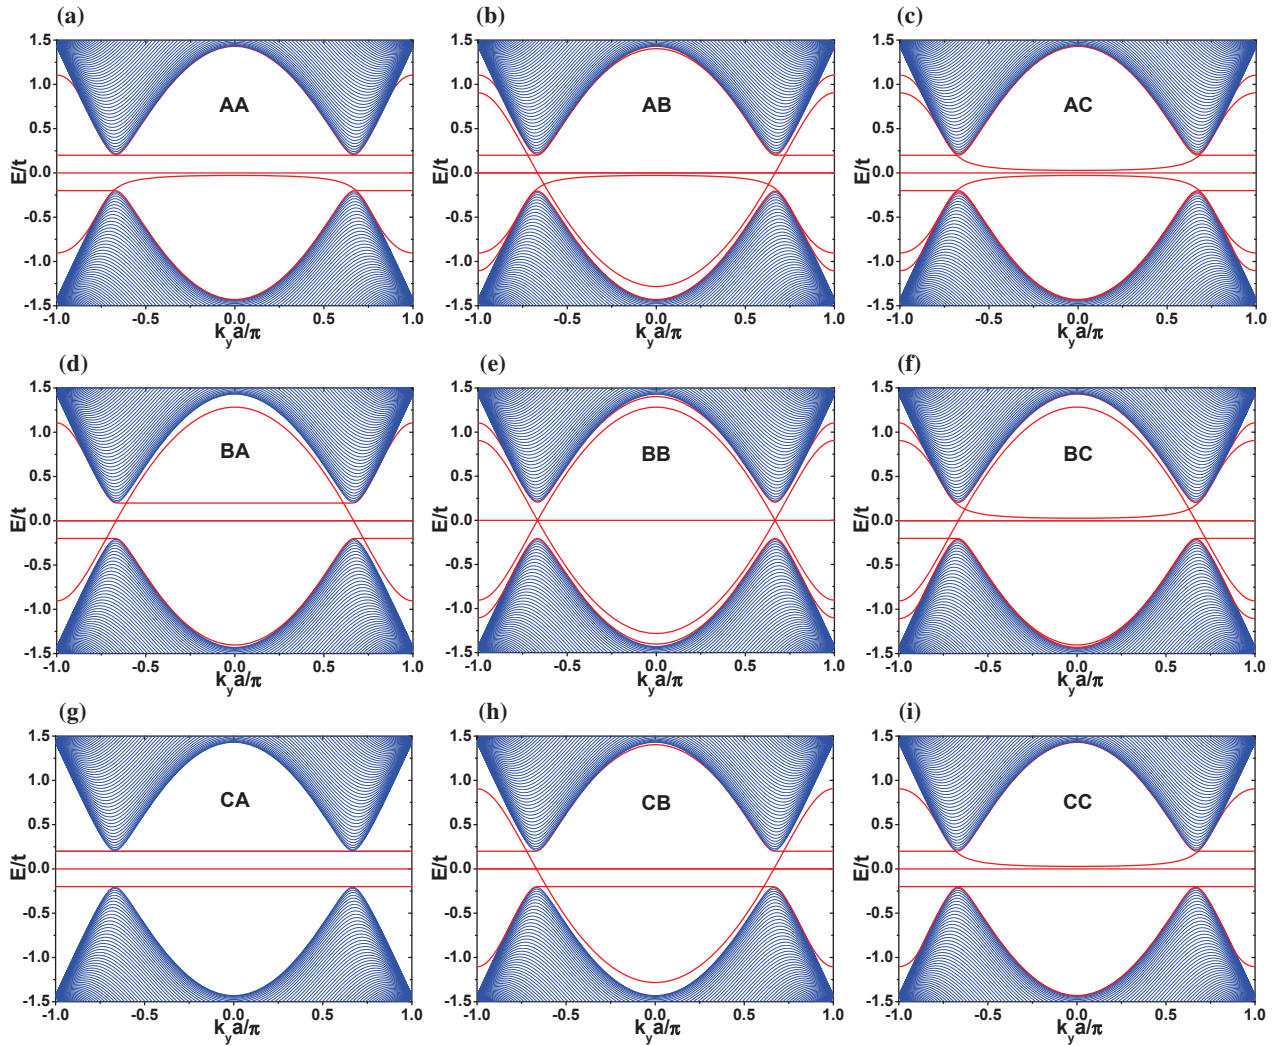 (a) (b) (c)
1.5 1.5 1.5
1.0 1.0 1.0
AA AB AC
0.5 0.5 0.5
E/t 0.0 E/t 0.0 E/t 0.0
-0.5 -0.5 -0.5
-1.0 -1.0 -1.0
-1.5 -1.5 -1.5
-1.0 -0.5 0.0 0.5 1.0 -1.0 -0.5 0.0 0.5 1.0 -1.0 -0.5 0.0 0.5 1.0
k_y a/π k_y a/π k_y a/π
(d) (e) (f)
1.5 1.5 1.5
1.0 1.0 1.0
BA BB BC
0.5 0.5 0.5
E/t 0.0 E/t 0.0 E/t 0.0
-0.5 -0.5 -0.5
-1.0 -1.0 -1.0
-1.5 -1.5 -1.5
-1.0 -0.5 0.0 0.5 1.0 -1.0 -0.5 0.0 0.5 1.0 -1.0 -0.5 0.0 0.5 1.0
k_y a/π k_y a/π k_y a/π
(g) (h) (i)
1.5 1.5 1.5
1.0 1.0 1.0
CA CB CC
0.5 0.5 0.5
E/t 0.0 E/t 0.0 E/t 0.0
-0.5 -0.5 -0.5
-1.0 -1.0 -1.0
-1.5 -1.5 -1.5
-1.0 -0.5 0.0 0.5 1.0 -1.0 -0.5 0.0 0.5 1.0 -1.0 -0.5 0.0 0.5 1.0
k_y a/π k_y a/π k_y a/π